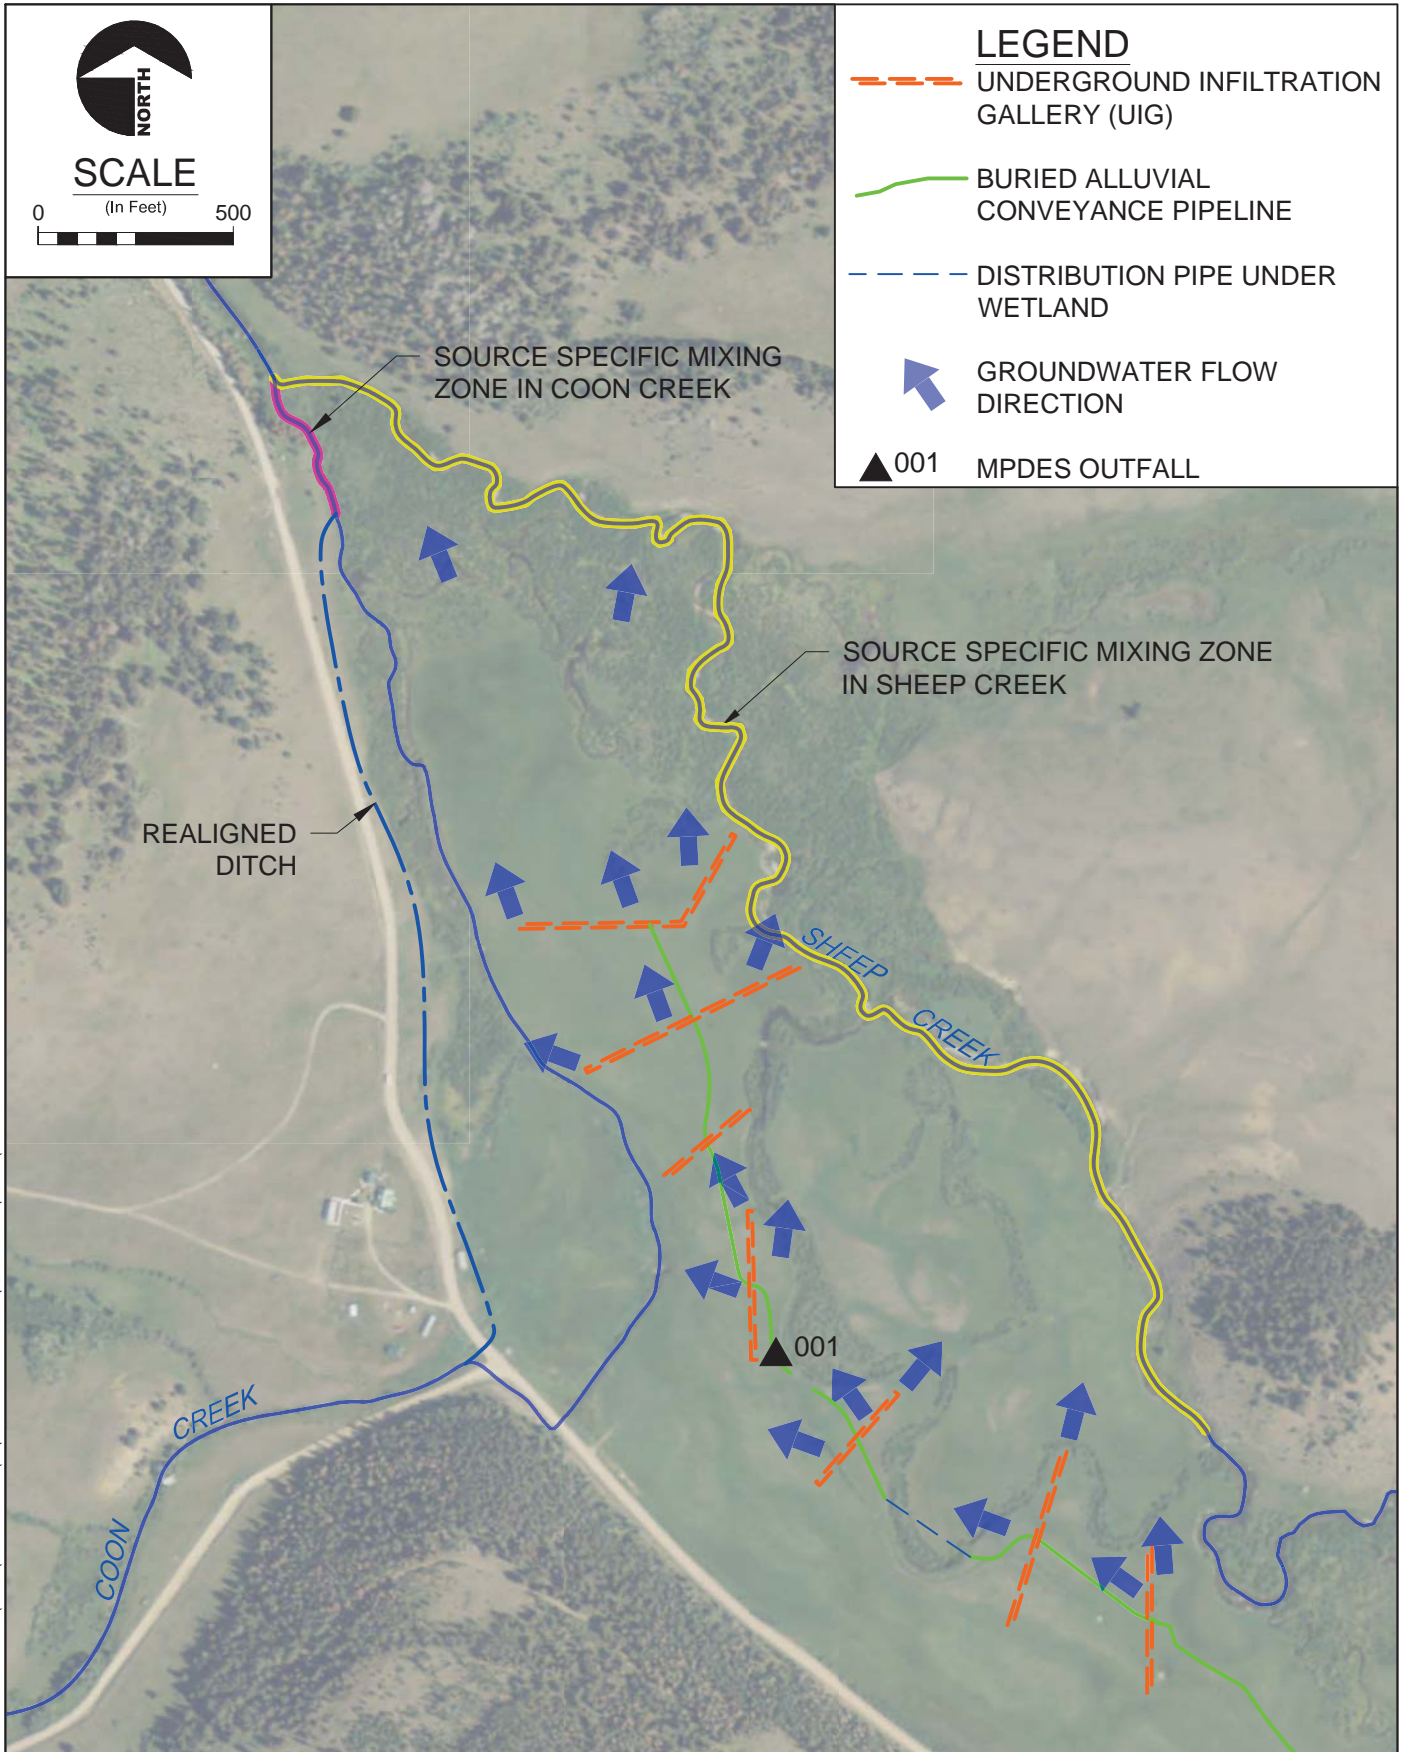 NORTH
SCALE
(In Feet)
0 500
LEGEND
UNDERGROUND INFILTRATION
GALLERY (UIG)
BURIED ALLUVIAL
CONVEYANCE PIPELINE
DISTRIBUTION PIPE UNDER
WETLAND
GROUNDWATER FLOW
DIRECTION
001 MPDES OUTFALL
SOURCE SPECIFIC MIXING
ZONE IN COON CREEK
SOURCE SPECIFIC MIXING ZONE
IN SHEEP CREEK
REALIGNED
DITCH
SHEEP
CREEK
001
CREEK
COON